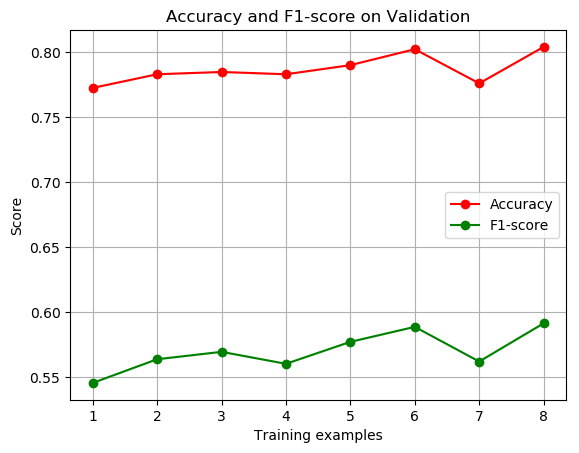 Accuracy and F1-score on Validation
0.80
0.75
0.70
0.65
0.60
0.55
Score
Accuracy
F1-score
1 2 3 4 5 6 7 8
Training examples